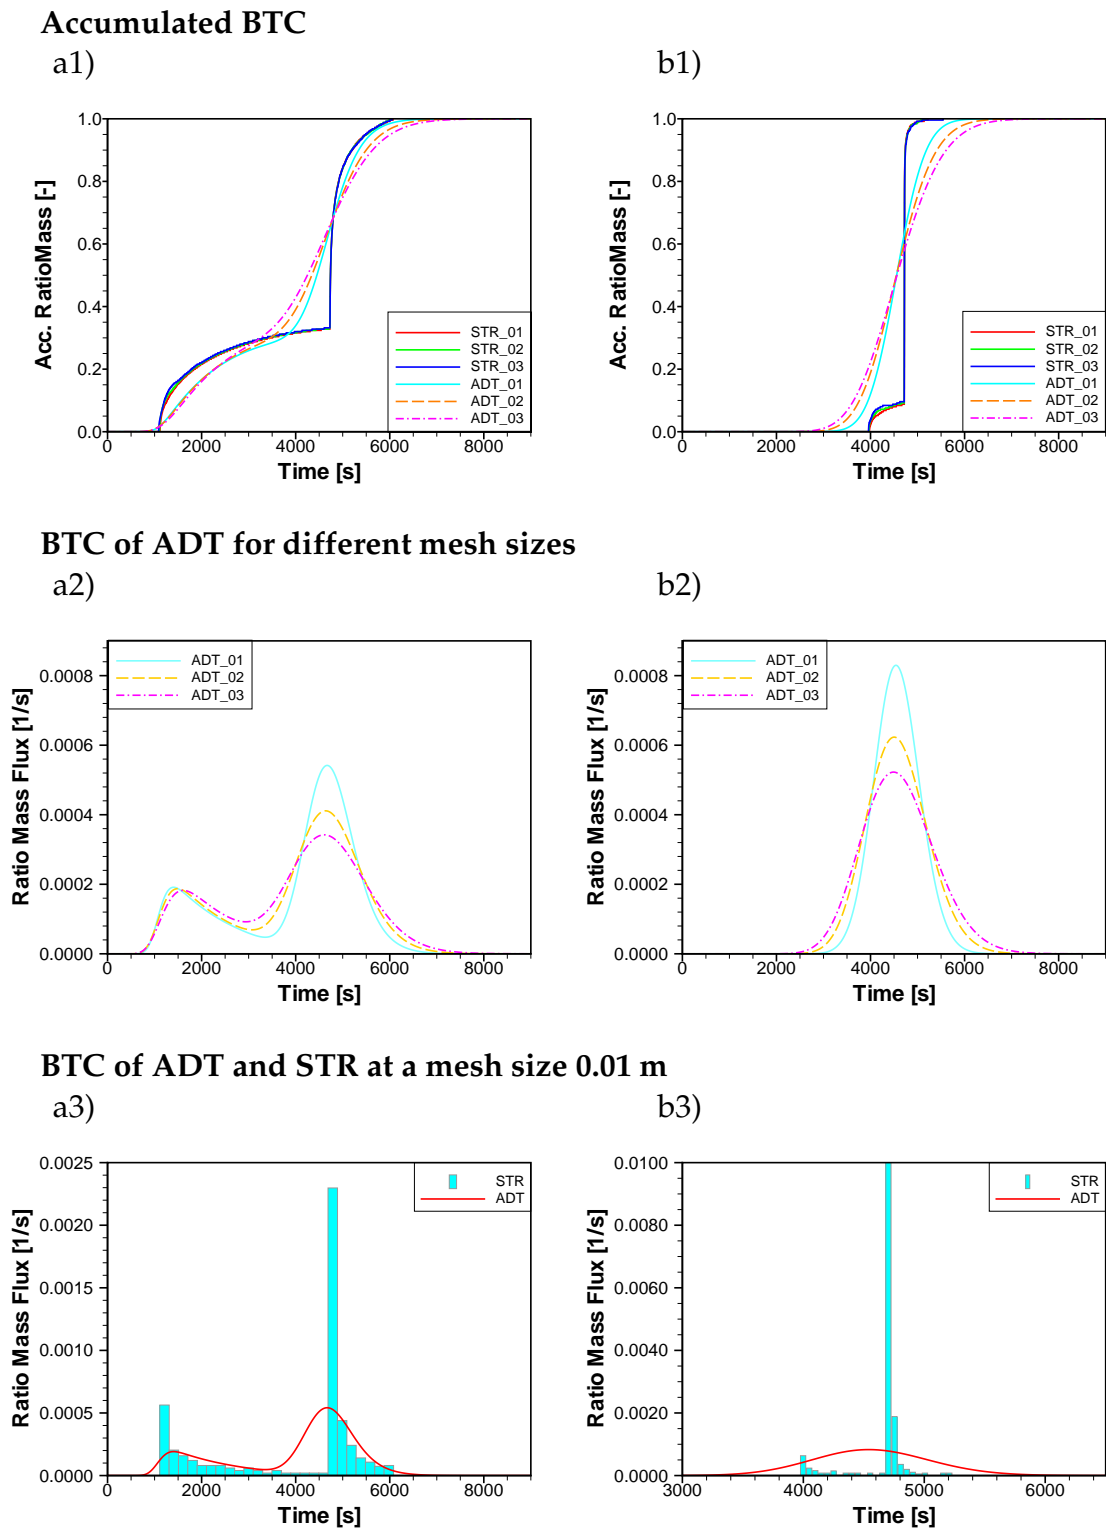 Accumulated BTC
a1)
b1)
1.0
0.8
0.6
0.4
0.2
0.0
Acc. RatioMass [-]
STR_01
STR_02
STR_03
ADT_01
ADT_02
ADT_03
0 2000 4000 6000 8000
Time [s]
1.0
0.8
0.6
0.4
0.2
0.0
Acc. RatioMass [-]
STR_01
STR_02
STR_03
ADT_01
ADT_02
ADT_03
0 2000 4000 6000 8000
Time [s]
BTC of ADT for different mesh sizes
a2)
b2)
ADT_01
ADT_02
ADT_03
0.0008
0.0006
0.0004
0.0002
0.0000
Ratio Mass Flux [1/s]
0 2000 4000 6000 8000
Time [s]
ADT_01
ADT_02
ADT_03
0.0008
0.0006
0.0004
0.0002
0.0000
Ratio Mass Flux [1/s]
0 2000 4000 6000 8000
Time [s]
BTC of ADT and STR at a mesh size 0.01 m
a3)
b3)
0.0025
0.0020
0.0015
0.0010
0.0005
0.0000
Ratio Mass Flux [1/s]
STR
ADT
0 2000 4000 6000 8000
Time [s]
0.0100
0.0080
0.0060
0.0040
0.0020
0.0000
Ratio Mass Flux [1/s]
STR
ADT
3000 4000 5000 6000
Time [s]